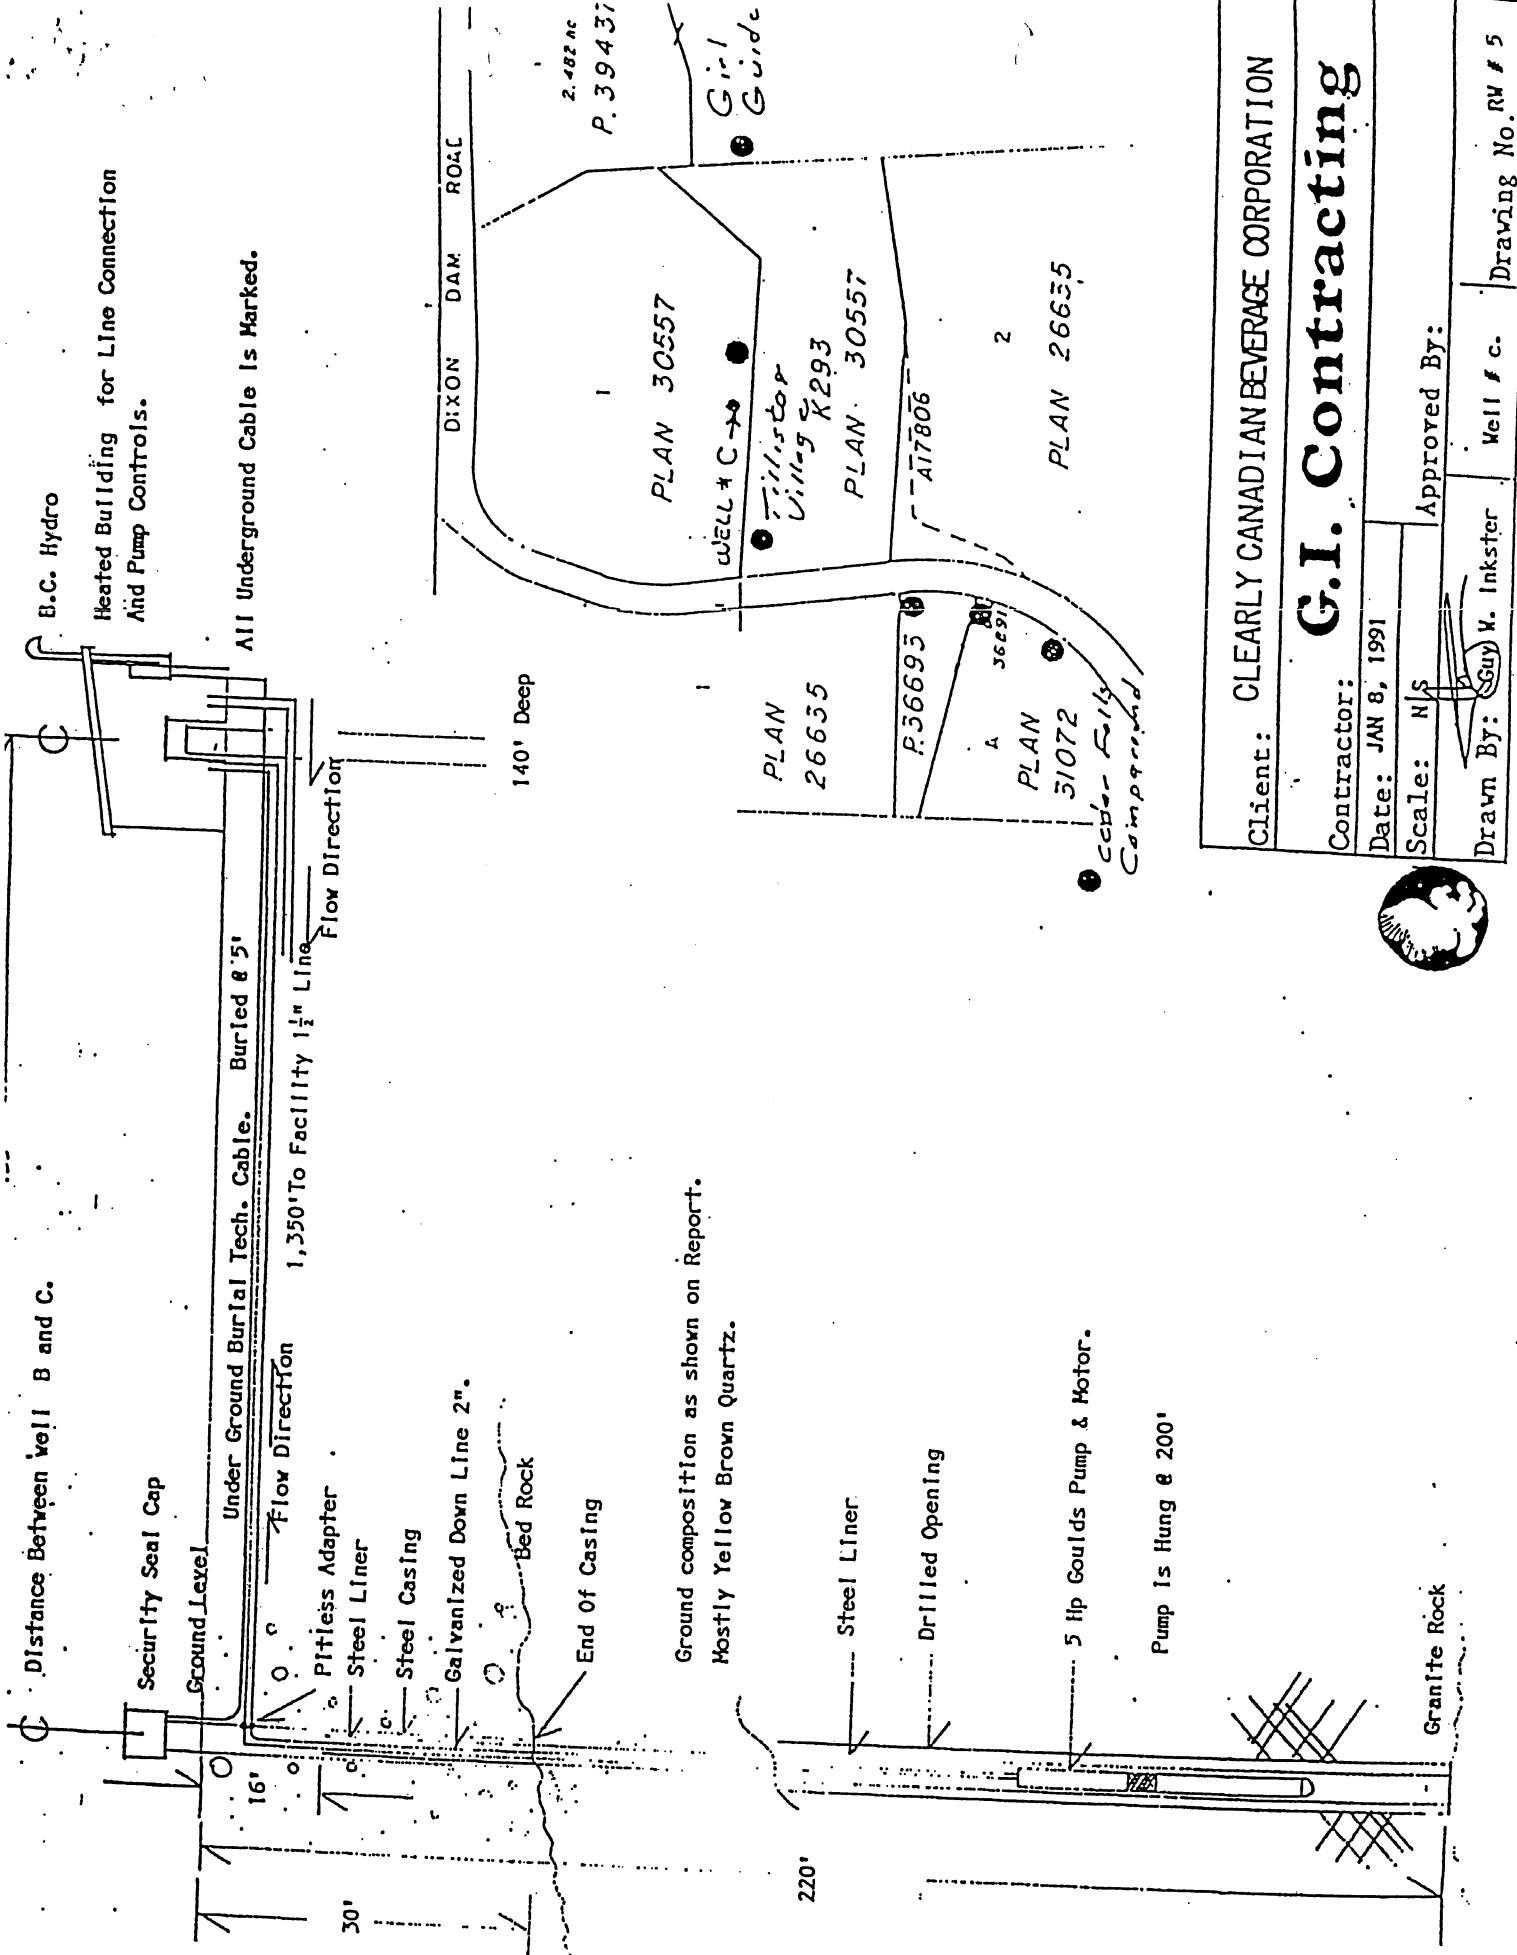 Distance Between Well B and C.
Security Seal Cap
Ground Level
Under Ground Burial Tech. Cable. Buried @ 5'
Flow Direction
1,350' To Facility 1½" Line
Flow Direction
B.C. Hydro
Heated Building for Line Connection
And Pump Controls.
All Underground Cable Is Marked.
140' Deep
16'
30'
220'
Pitless Adapter
Steel Liner
Steel Casing
Galvanized Down Line 2".
Bed Rock
End Of Casing
Ground composition as shown on Report.
Mostly Yellow Brown Quartz.
Steel Liner
Drilled Opening
5 Hp Goulds Pump & Motor.
Pump Is Hung @ 200'
Granite Rock
DIXON DAM ROAD
2.482 AC
P. 39437
Girl
Guide
1
PLAN 30557
WELL # C
Village
K293
PLAN 30557
A17806
2
PLAN 26635
1
PLAN
26635
P.36693
A
PLAN
31072
Falls
Client: CLEARLY CANADIAN BEVERAGE CORPORATION
Contractor: G.I. Contracting
Date: JAN 8, 1991
Scale: N/S
Approved By:
Drawn By: Guy W. Inkster
Well # C.
Drawing No. RW # 5